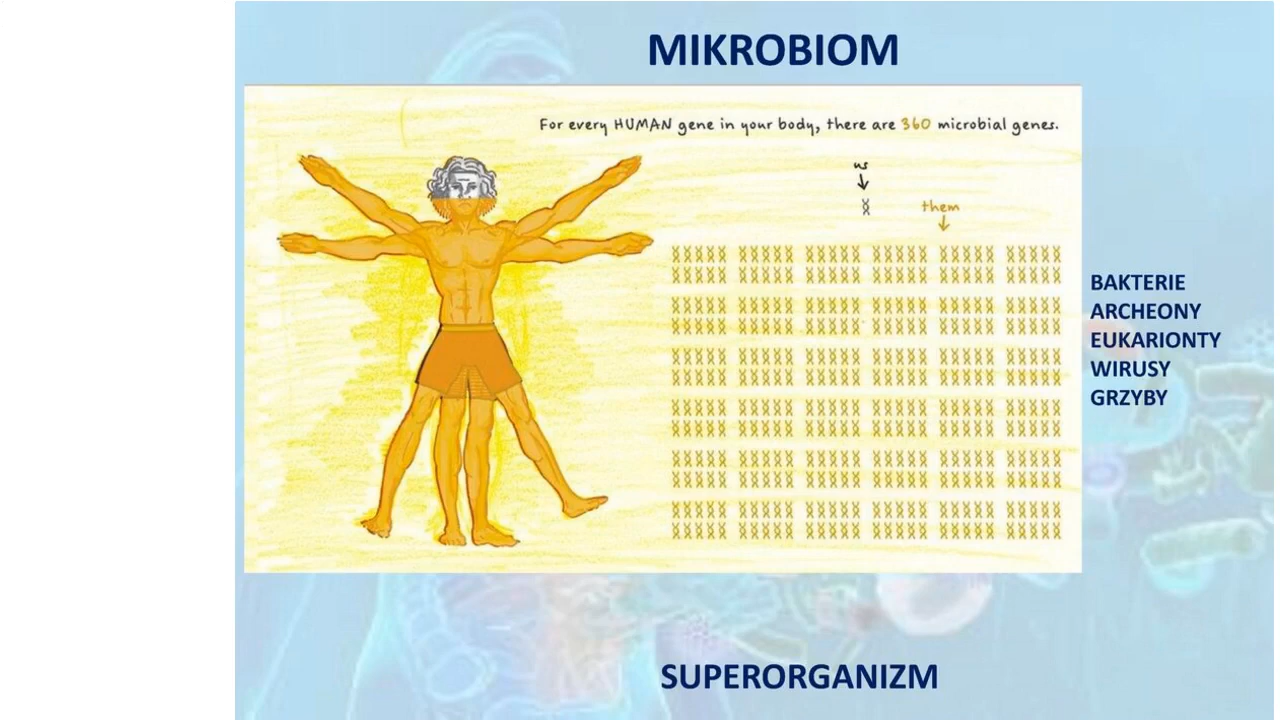 MIKROBIOM
For every HUMAN gene in your body, there are 360 microbial genes.
us
them
BAKTERIE
ARCHEONY
EUKARIONTY
WIRUSY
GRZYBY
SUPERORGANIZM